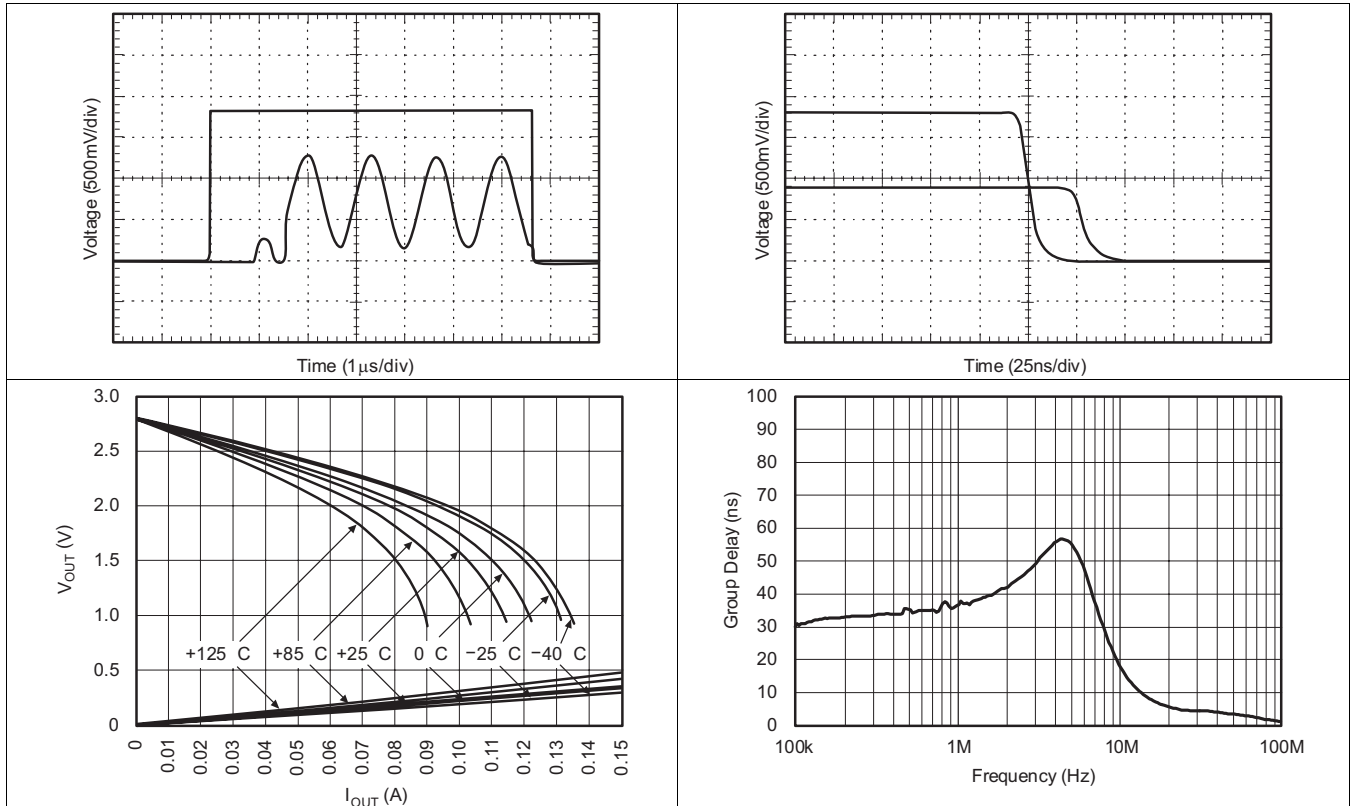 Voltage (500mV/div)
Time (1μs/div)
Voltage (500mV/div)
Time (25ns/div)
3.0
2.5
2.0
1.5
1.0
0.5
0
VOUT (V)
+125 C +85 C +25 C 0 C −25 C −40 C
0 0.01 0.02 0.03 0.04 0.05 0.06 0.07 0.08 0.09 0.10 0.11 0.12 0.13 0.14 0.15
IOUT (A)
100
90
80
70
60
50
40
30
20
10
0
Group Delay (ns)
100k 1M 10M 100M
Frequency (Hz)